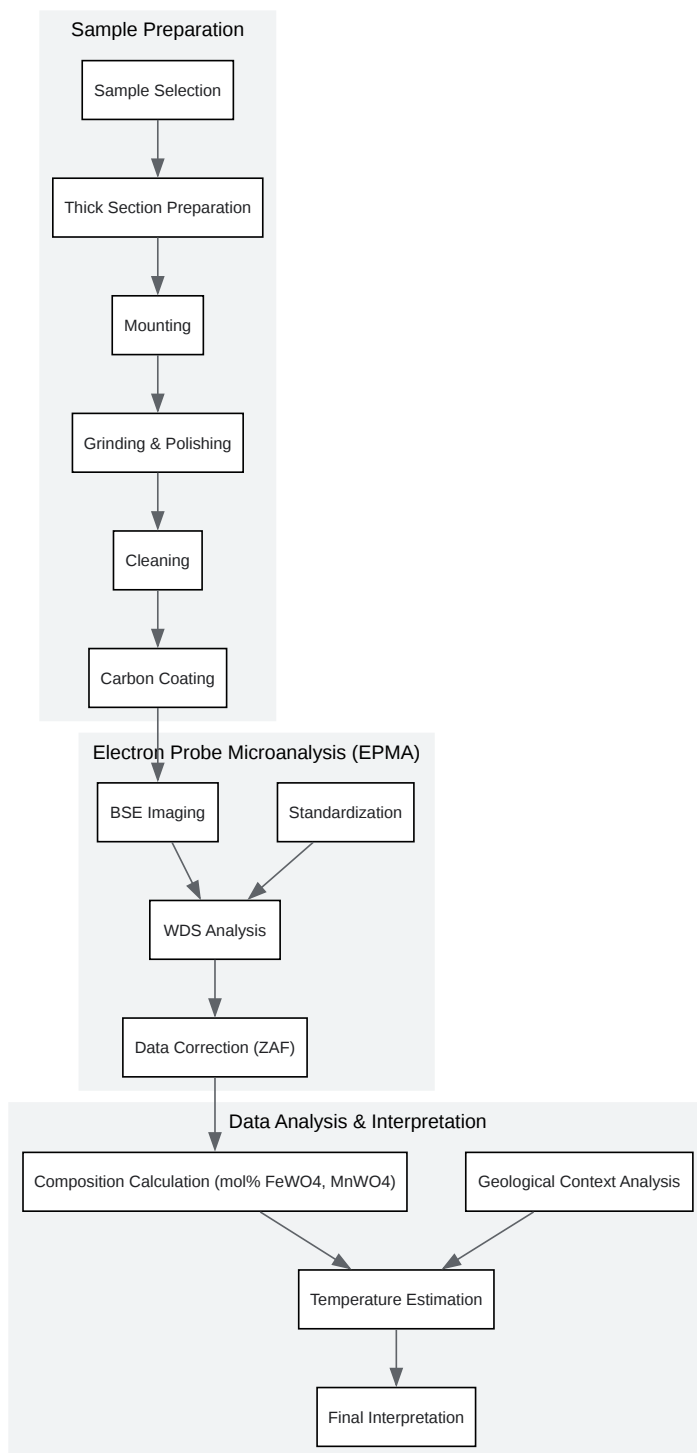 Sample Preparation
Sample Selection
Thick Section Preparation
Mounting
Grinding & Polishing
Cleaning
Carbon Coating
Electron Probe Microanalysis (EPMA)
BSE Imaging
Standardization
WDS Analysis
Data Correction (ZAF)
Data Analysis & Interpretation
Composition Calculation (mol% FeWO4, MnWO4)
Geological Context Analysis
Temperature Estimation
Final Interpretation